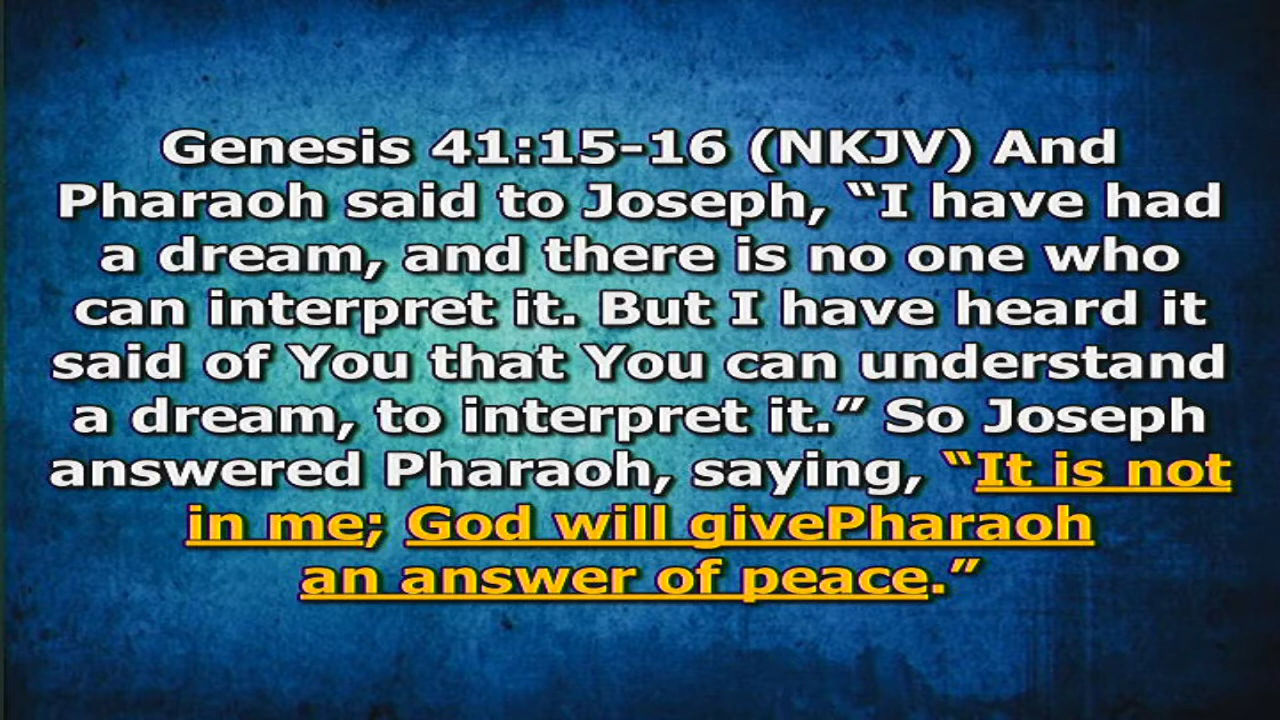 Genesis 41:15-16 (NKJV) And
Pharaoh said to Joseph, “I have had
a dream, and there is no one who
can interpret it. But I have heard it
said of You that You can understand
a dream, to interpret it.” So Joseph
answered Pharaoh, saying, “It is not
in me; God will givePharaoh
an answer of peace.”